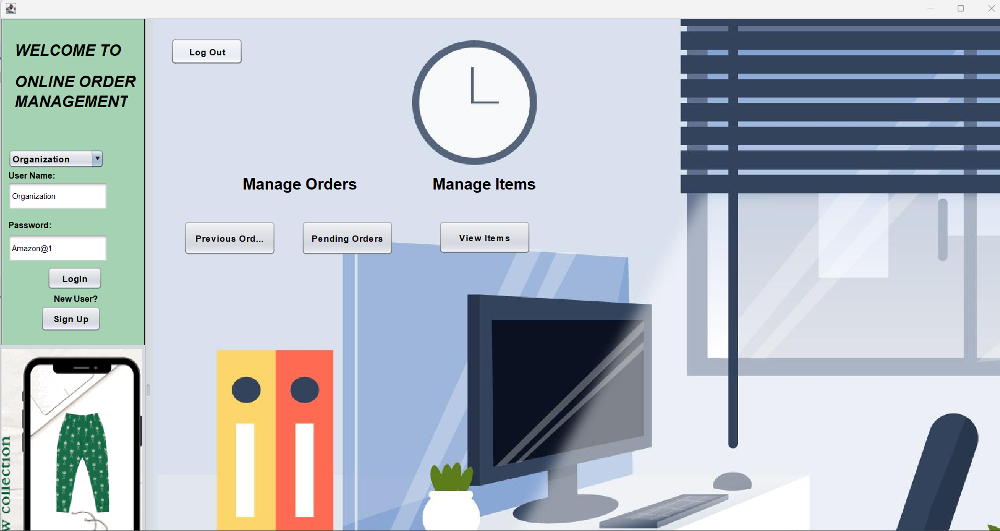 WELCOME TO
ONLINE ORDER
MANAGEMENT
Organization
User Name:
Organization
Password:
Amazon@1
Login
New User?
Sign Up
w collection
Log Out
Manage Orders
Manage Items
Previous Ord...
Pending Orders
View Items